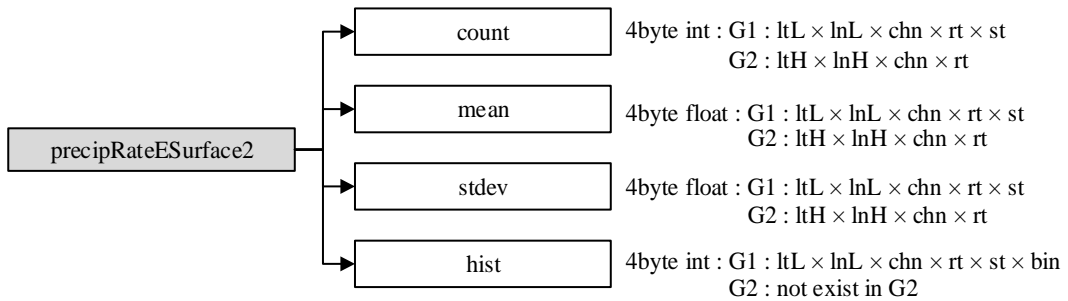 count
4byte int : G1 : ltL × lnL × chn × rt × st
G2 : ltH × lnH × chn × rt
mean
4byte float : G1 : ltL × lnL × chn × rt × st
G2 : ltH × lnH × chn × rt
precipRateESurface2
stdev
4byte float : G1 : ltL × lnL × chn × rt × st
G2 : ltH × lnH × chn × rt
hist
4byte int : G1 : ltL × lnL × chn × rt × st × bin
G2 : not exist in G2